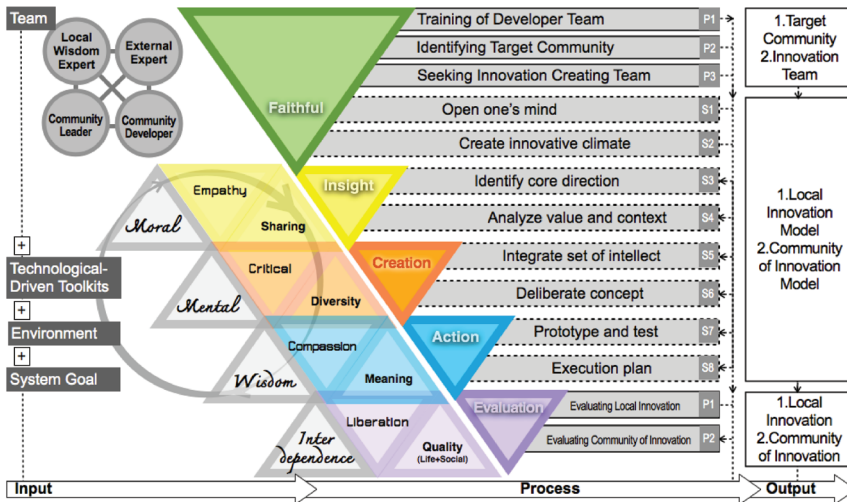 Team
Local
Wisdom
Expert
External
Expert
Community
Leader
Community
Developer
+
Technological-
Driven Toolkits
+
Environment
+
System Goal
Faithful
Insight
Creation
Action
Evaluation
Empathy
Sharing
Moral
Critical
Diversity
Mental
Compassion
Meaning
Wisdom
Liberation
Quality
(Life+Social)
Inter
dependence
Training of Developer Team P1
Identifying Target Community P2
Seeking Innovation Creating Team P3
Open one's mind S1
Create innovative climate S2
Identify core direction S3
Analyze value and context S4
Integrate set of intellect S5
Deliberate concept S6
Prototype and test S7
Execution plan S8
Evaluating Local Innovation P1
Evaluating Community of Innovation P2
1.Target
Community
2.Innovation
Team
1.Local
Innovation
Model
2.Community
of Innovation
Model
1.Local
Innovation
2.Community
of Innovation
Input
Process
Output